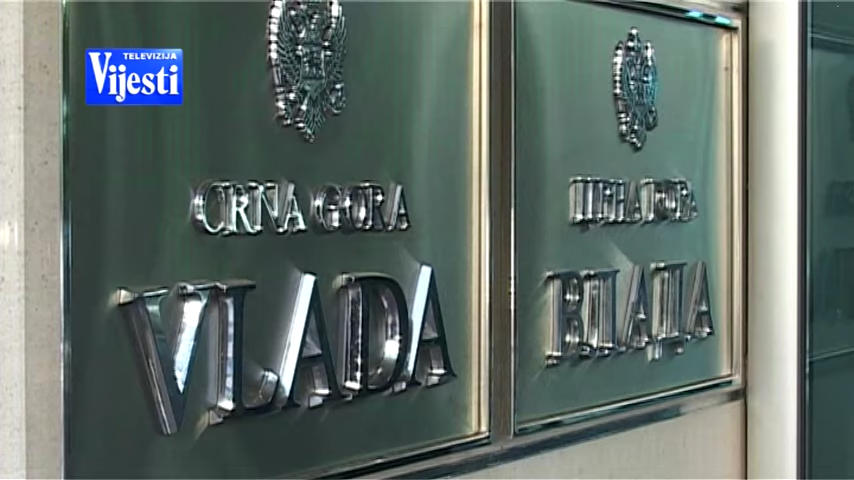 TELEVIZIJA
Vijesti
CRNA GORA
VLADA
ЦРНА ГОРА
ВЛАДА